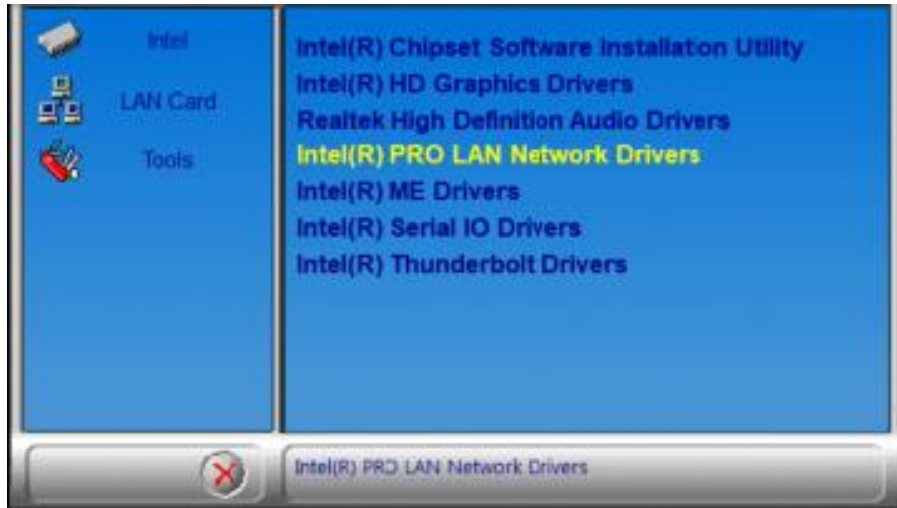 Intel
LAN Card
Tools
Intel(R) Chipset Software Installation Utility
Intel(R) HD Graphics Drivers
Realtek High Definition Audio Drivers
Intel(R) PRO LAN Network Drivers
Intel(R) ME Drivers
Intel(R) Serial IO Drivers
Intel(R) Thunderbolt Drivers
Intel(R) PRO LAN Network Drivers